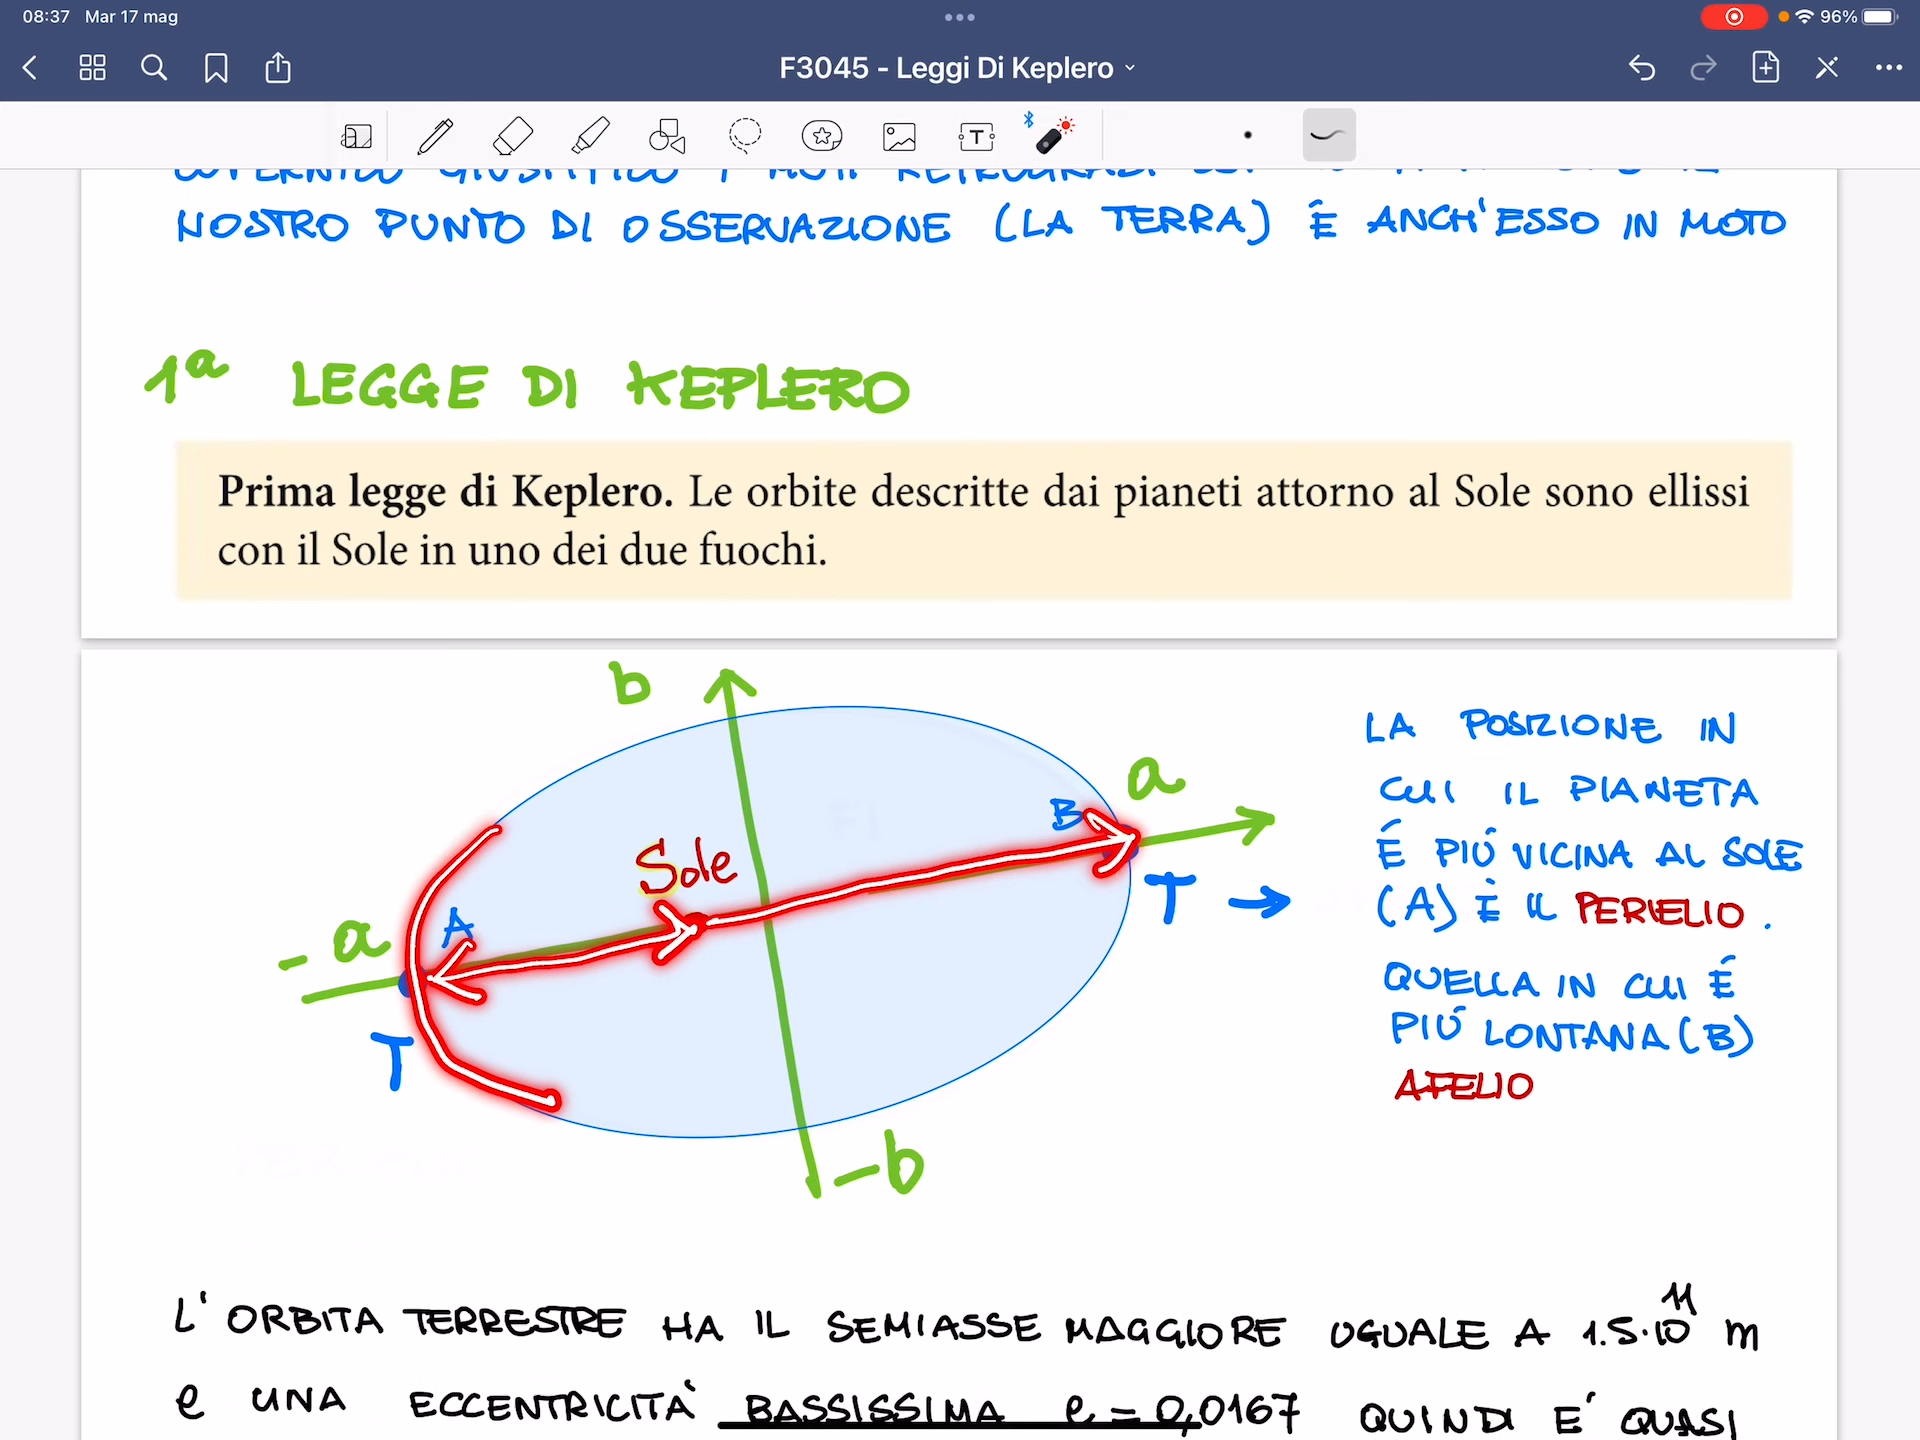 08:37 Mar 17 mag
96%
F3045 - Leggi Di Keplero
NOSTRO PUNTO DI OSSERVAZIONE (LA TERRA) É ANCH'ESSO IN MOTO
1ª LEGGE DI KEPLERO
Prima legge di Keplero. Le orbite descritte dai pianeti attorno al Sole sono ellissi
con il Sole in uno dei due fuochi.
b
a
B
Sole
T →
A
- a
T
-b
LA POSIZIONE IN
CUI IL PIANETA
É PIÚ VICINA AL SOLE
(A) È IL PERIELIO.
QUELLA IN CUI É
PIÚ LONTANA (B)
AFELIO
L'ORBITA TERRESTRE HA IL SEMIASSE MAGGIORE UGUALE A 1.5·10¹¹ m
e UNA ECCENTRICITÀ BASSISSIMA e = 0,0167 QUINDI E' QUASI